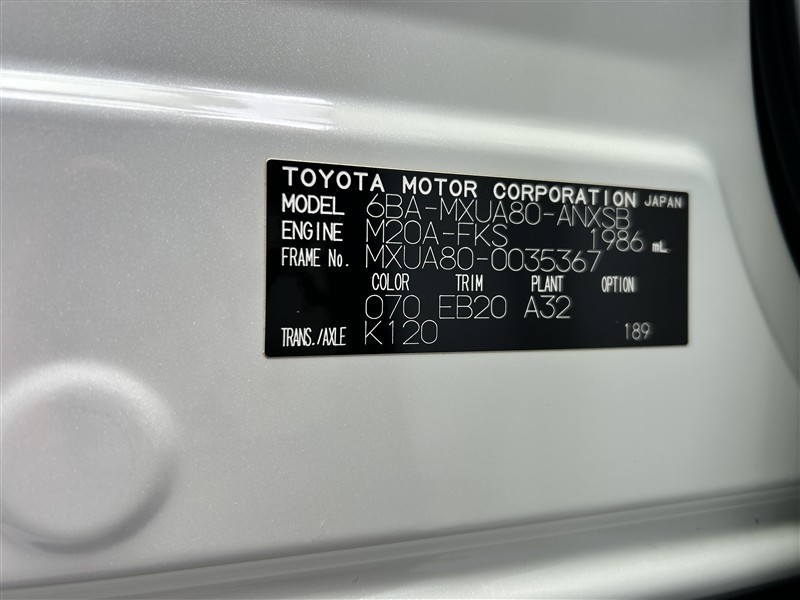 TOYOTA MOTOR CORPORATION JAPAN
MODEL 6BA-MXUA80-ANXSB
ENGINE M20A-FKS 1986 mL
FRAME No. MXUA80-0035367
COLOR TRIM PLANT OPTION
070 EB20 A32
TRANS./AXLE K120 189